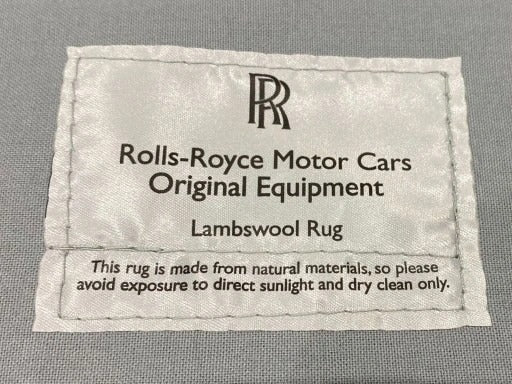 RR
Rolls-Royce Motor Cars
Original Equipment
Lambswool Rug
This rug is made from natural materials, so please
avoid exposure to direct sunlight and dry clean only.